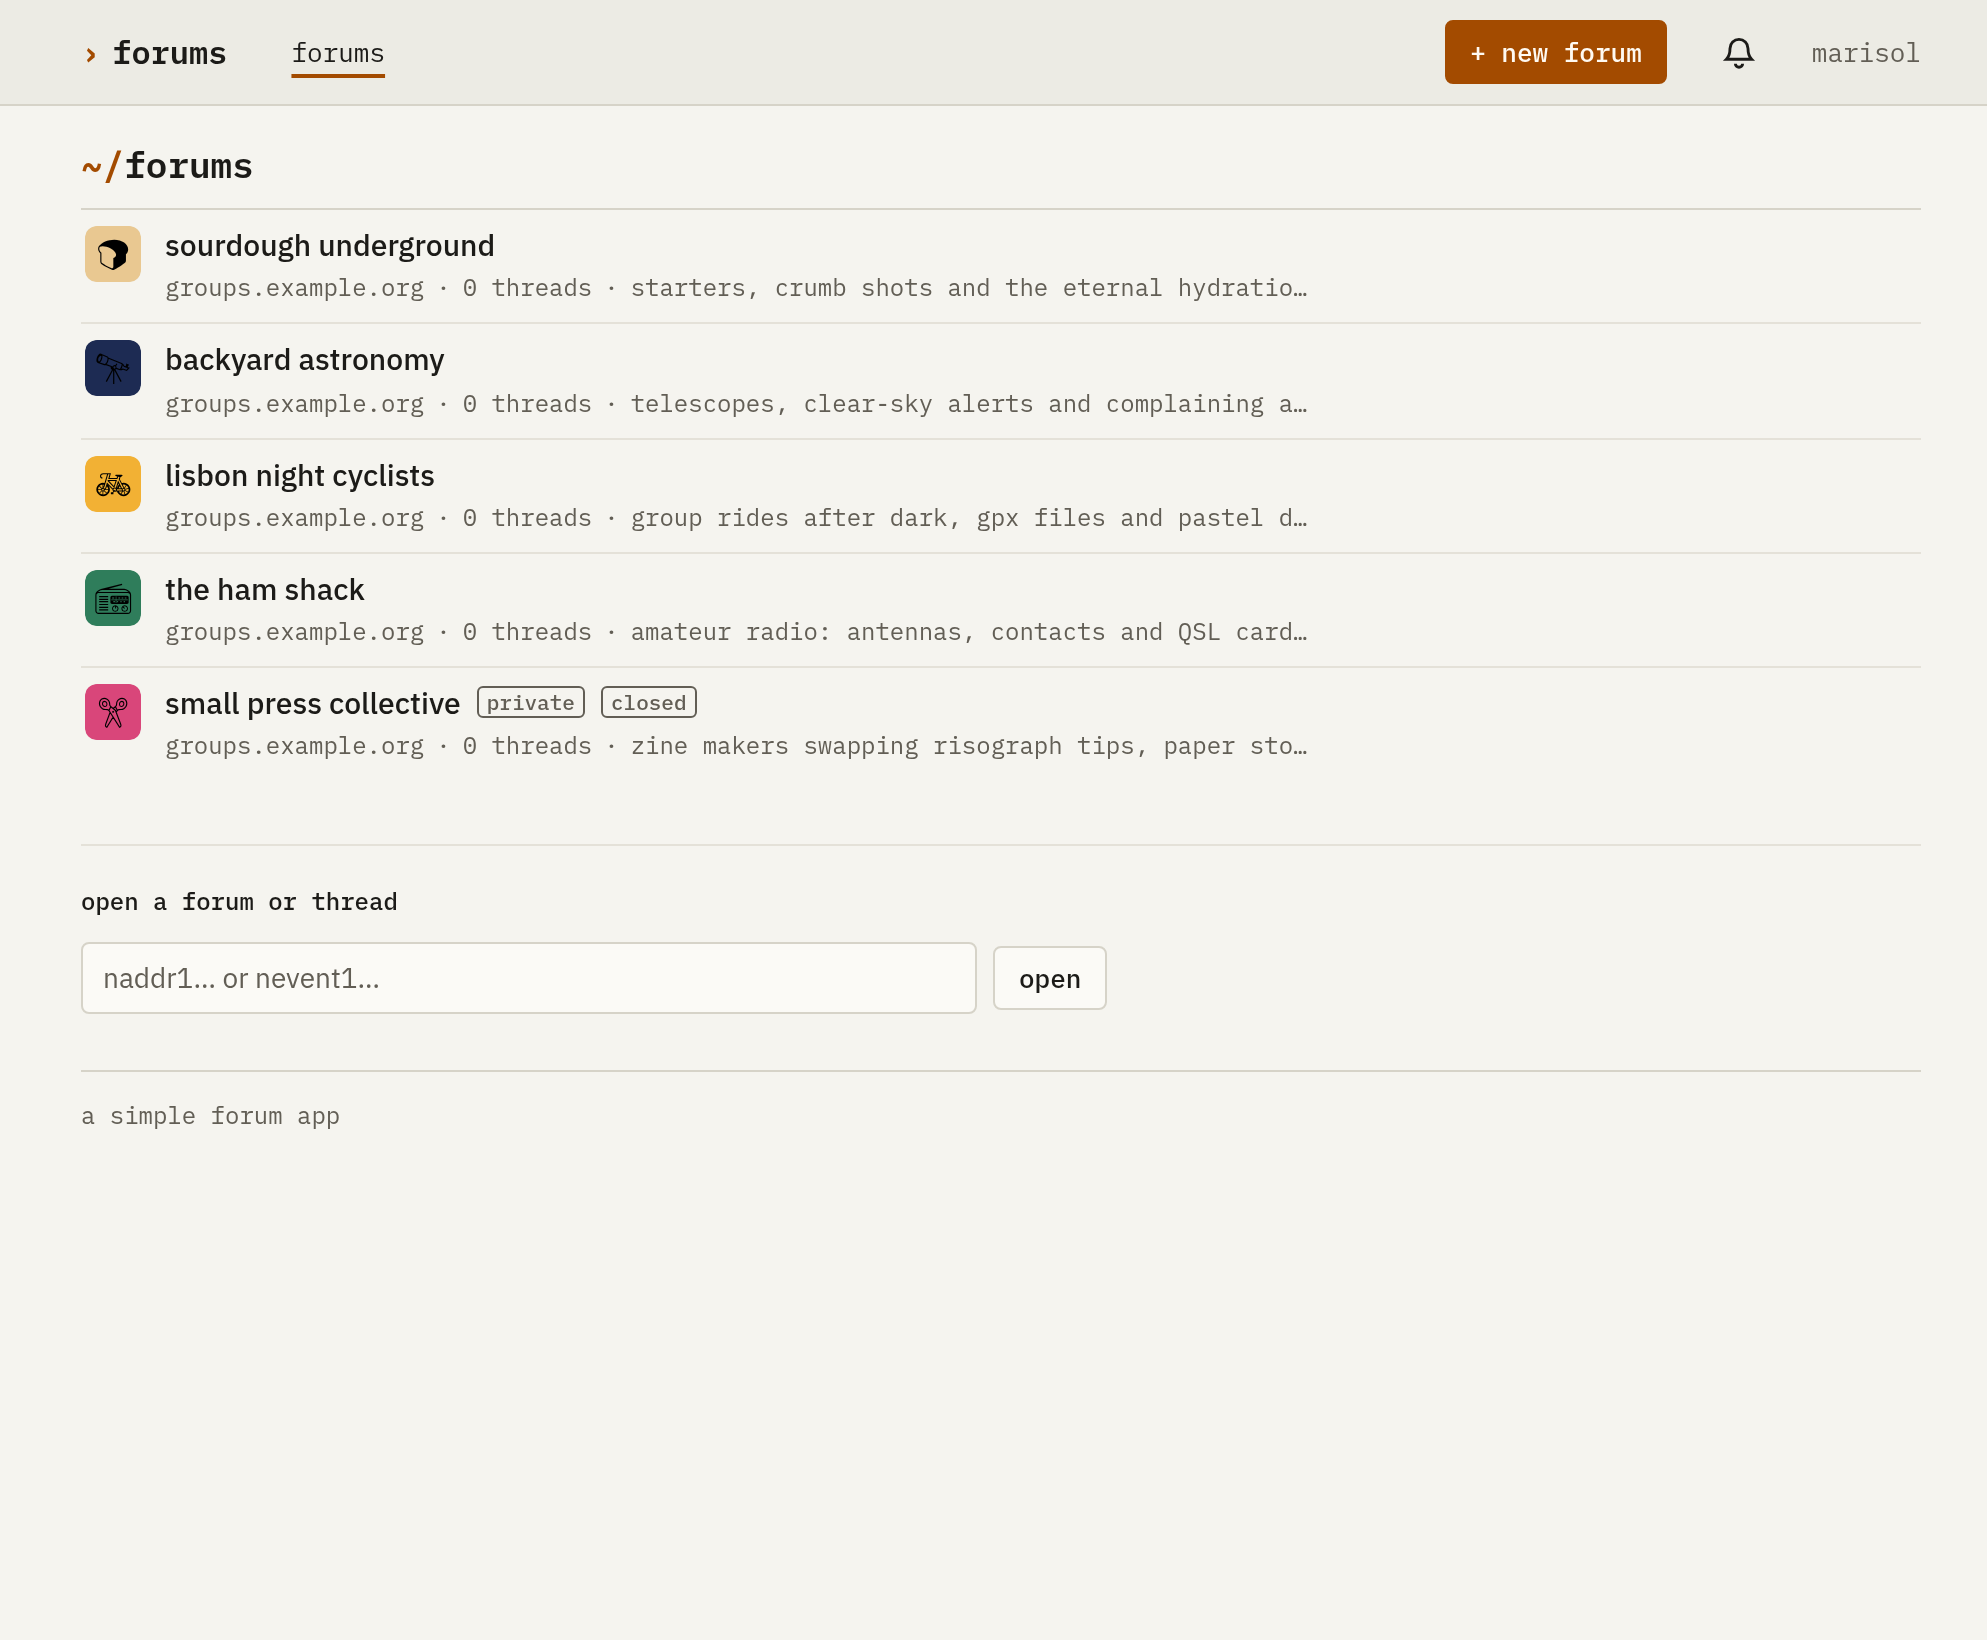 › forums forums + new forum marisol
~/forums
sourdough underground
groups.example.org · 0 threads · starters, crumb shots and the eternal hydratio…
backyard astronomy
groups.example.org · 0 threads · telescopes, clear-sky alerts and complaining a…
lisbon night cyclists
groups.example.org · 0 threads · group rides after dark, gpx files and pastel d…
the ham shack
groups.example.org · 0 threads · amateur radio: antennas, contacts and QSL card…
small press collective private closed
groups.example.org · 0 threads · zine makers swapping risograph tips, paper sto…
open a forum or thread
naddr1... or nevent1... open
a simple forum app